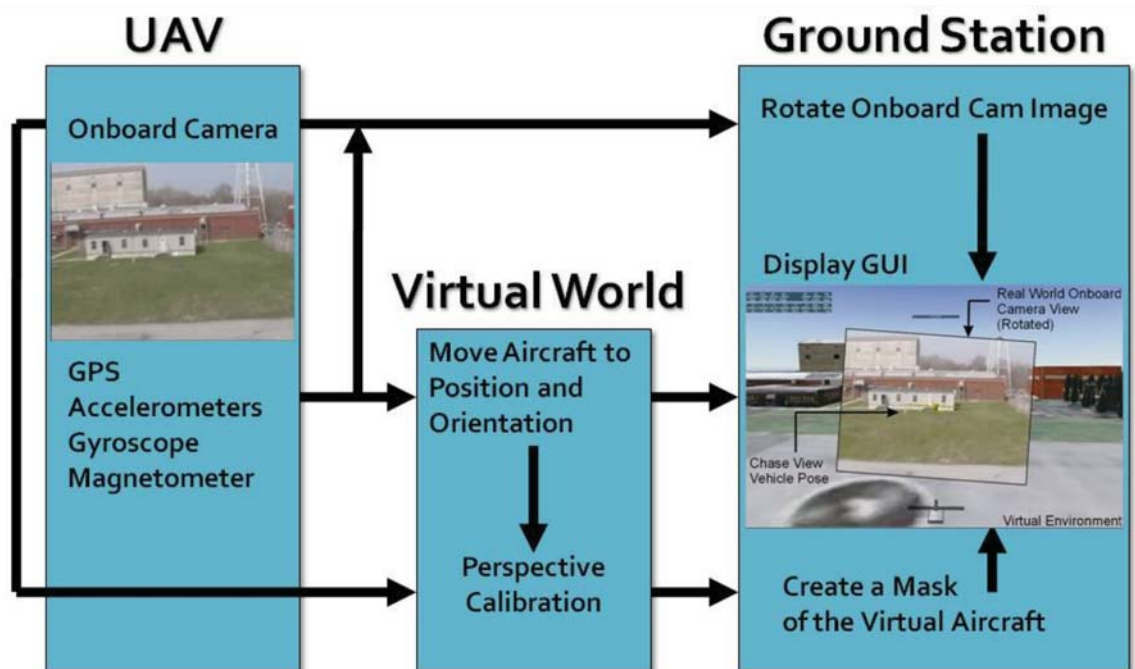 UAV
Ground Station
Onboard Camera
GPS
Accelerometers
Gyroscope
Magnetometer
Virtual World
Move Aircraft to
Position and
Orientation
Perspective
Calibration
Rotate Onboard Cam Image
Display GUI
Real World Onboard
Camera View
(Rotated)
Chase View
Vehicle Pose
Virtual Environment
Create a Mask
of the Virtual Aircraft